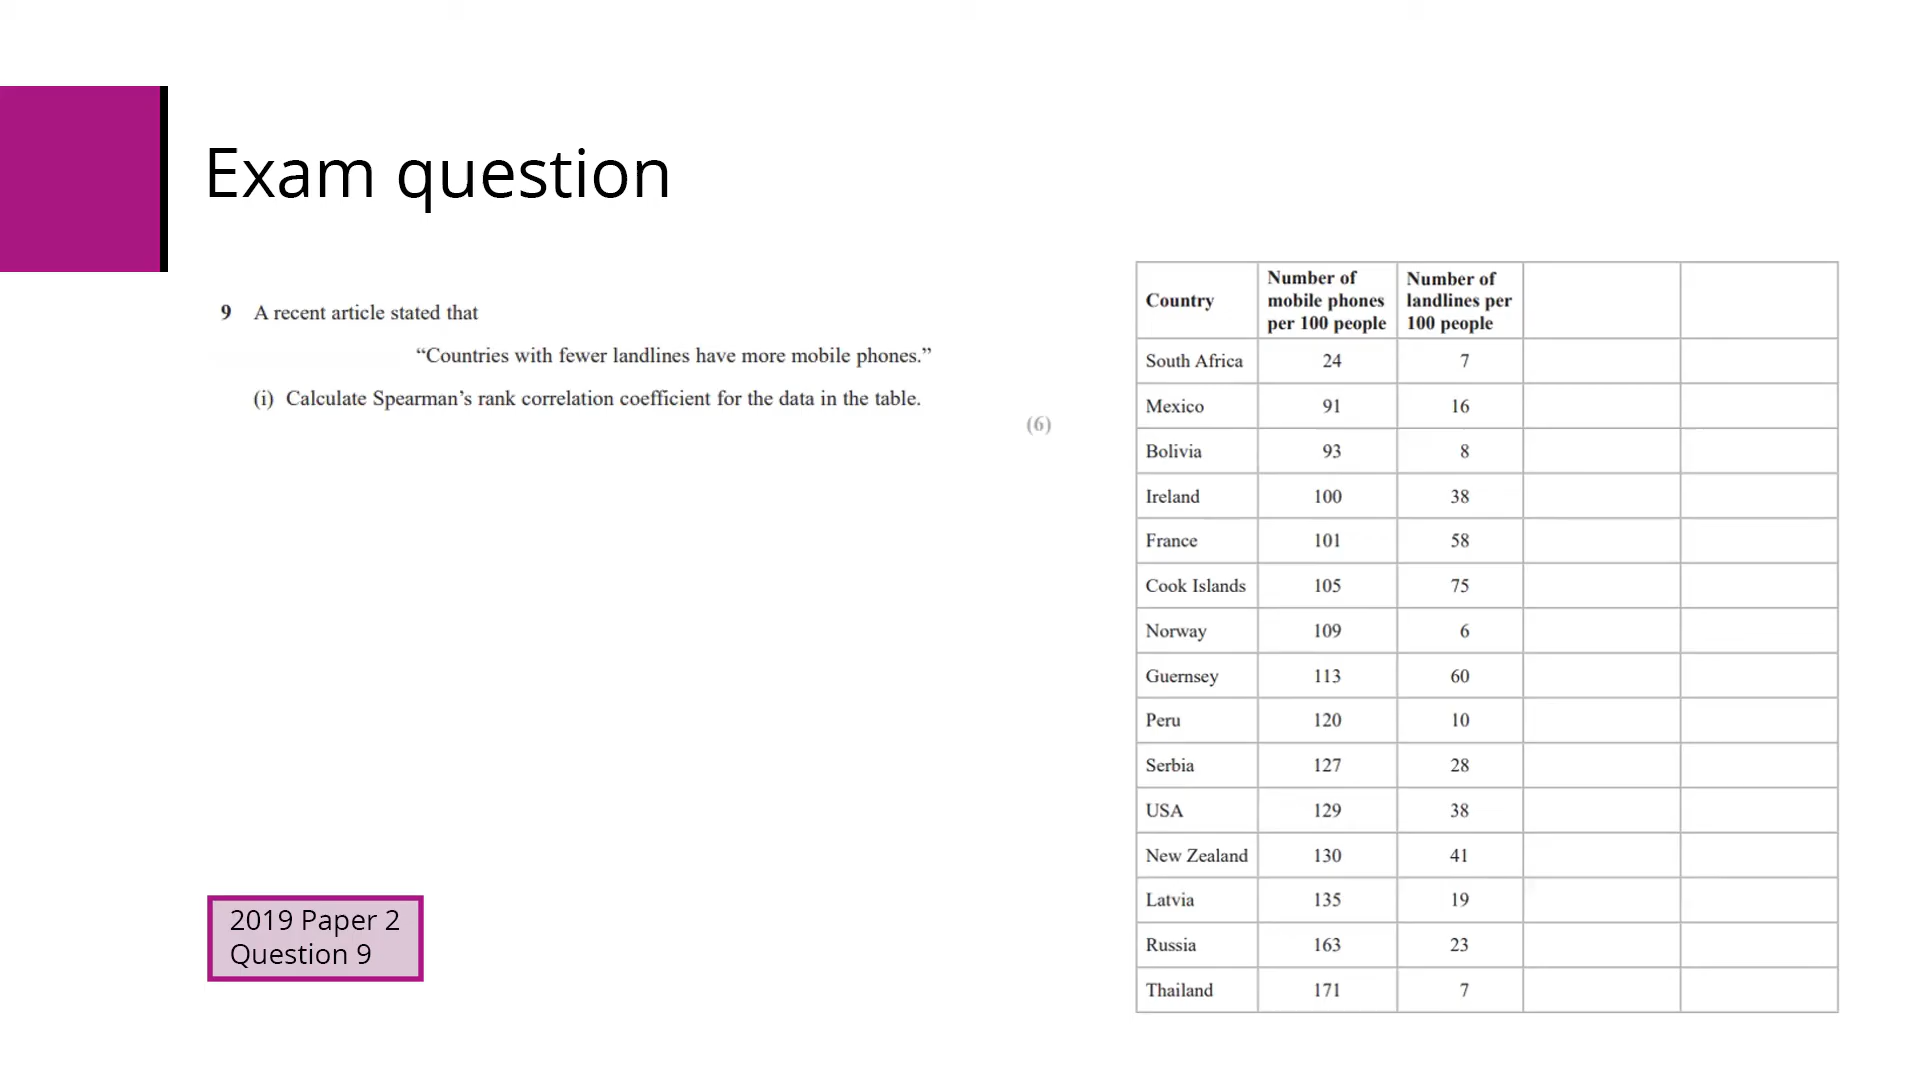 Exam question
9 A recent article stated that
“Countries with fewer landlines have more mobile phones.”
(i) Calculate Spearman’s rank correlation coefficient for the data in the table.
(6)
2019 Paper 2
Question 9
Country
Number of
mobile phones
per 100 people
Number of
landlines per
100 people
South Africa 24 7
Mexico 91 16
Bolivia 93 8
Ireland 100 38
France 101 58
Cook Islands 105 75
Norway 109 6
Guernsey 113 60
Peru 120 10
Serbia 127 28
USA 129 38
New Zealand 130 41
Latvia 135 19
Russia 163 23
Thailand 171 7